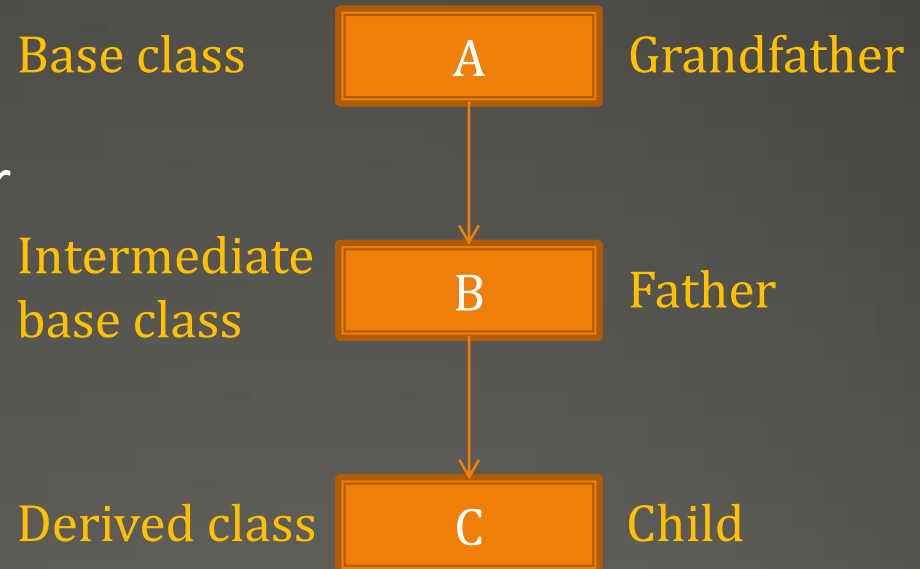 Base class
A
Grandfather
Intermediate
base class
B
Father
Derived class
C
Child